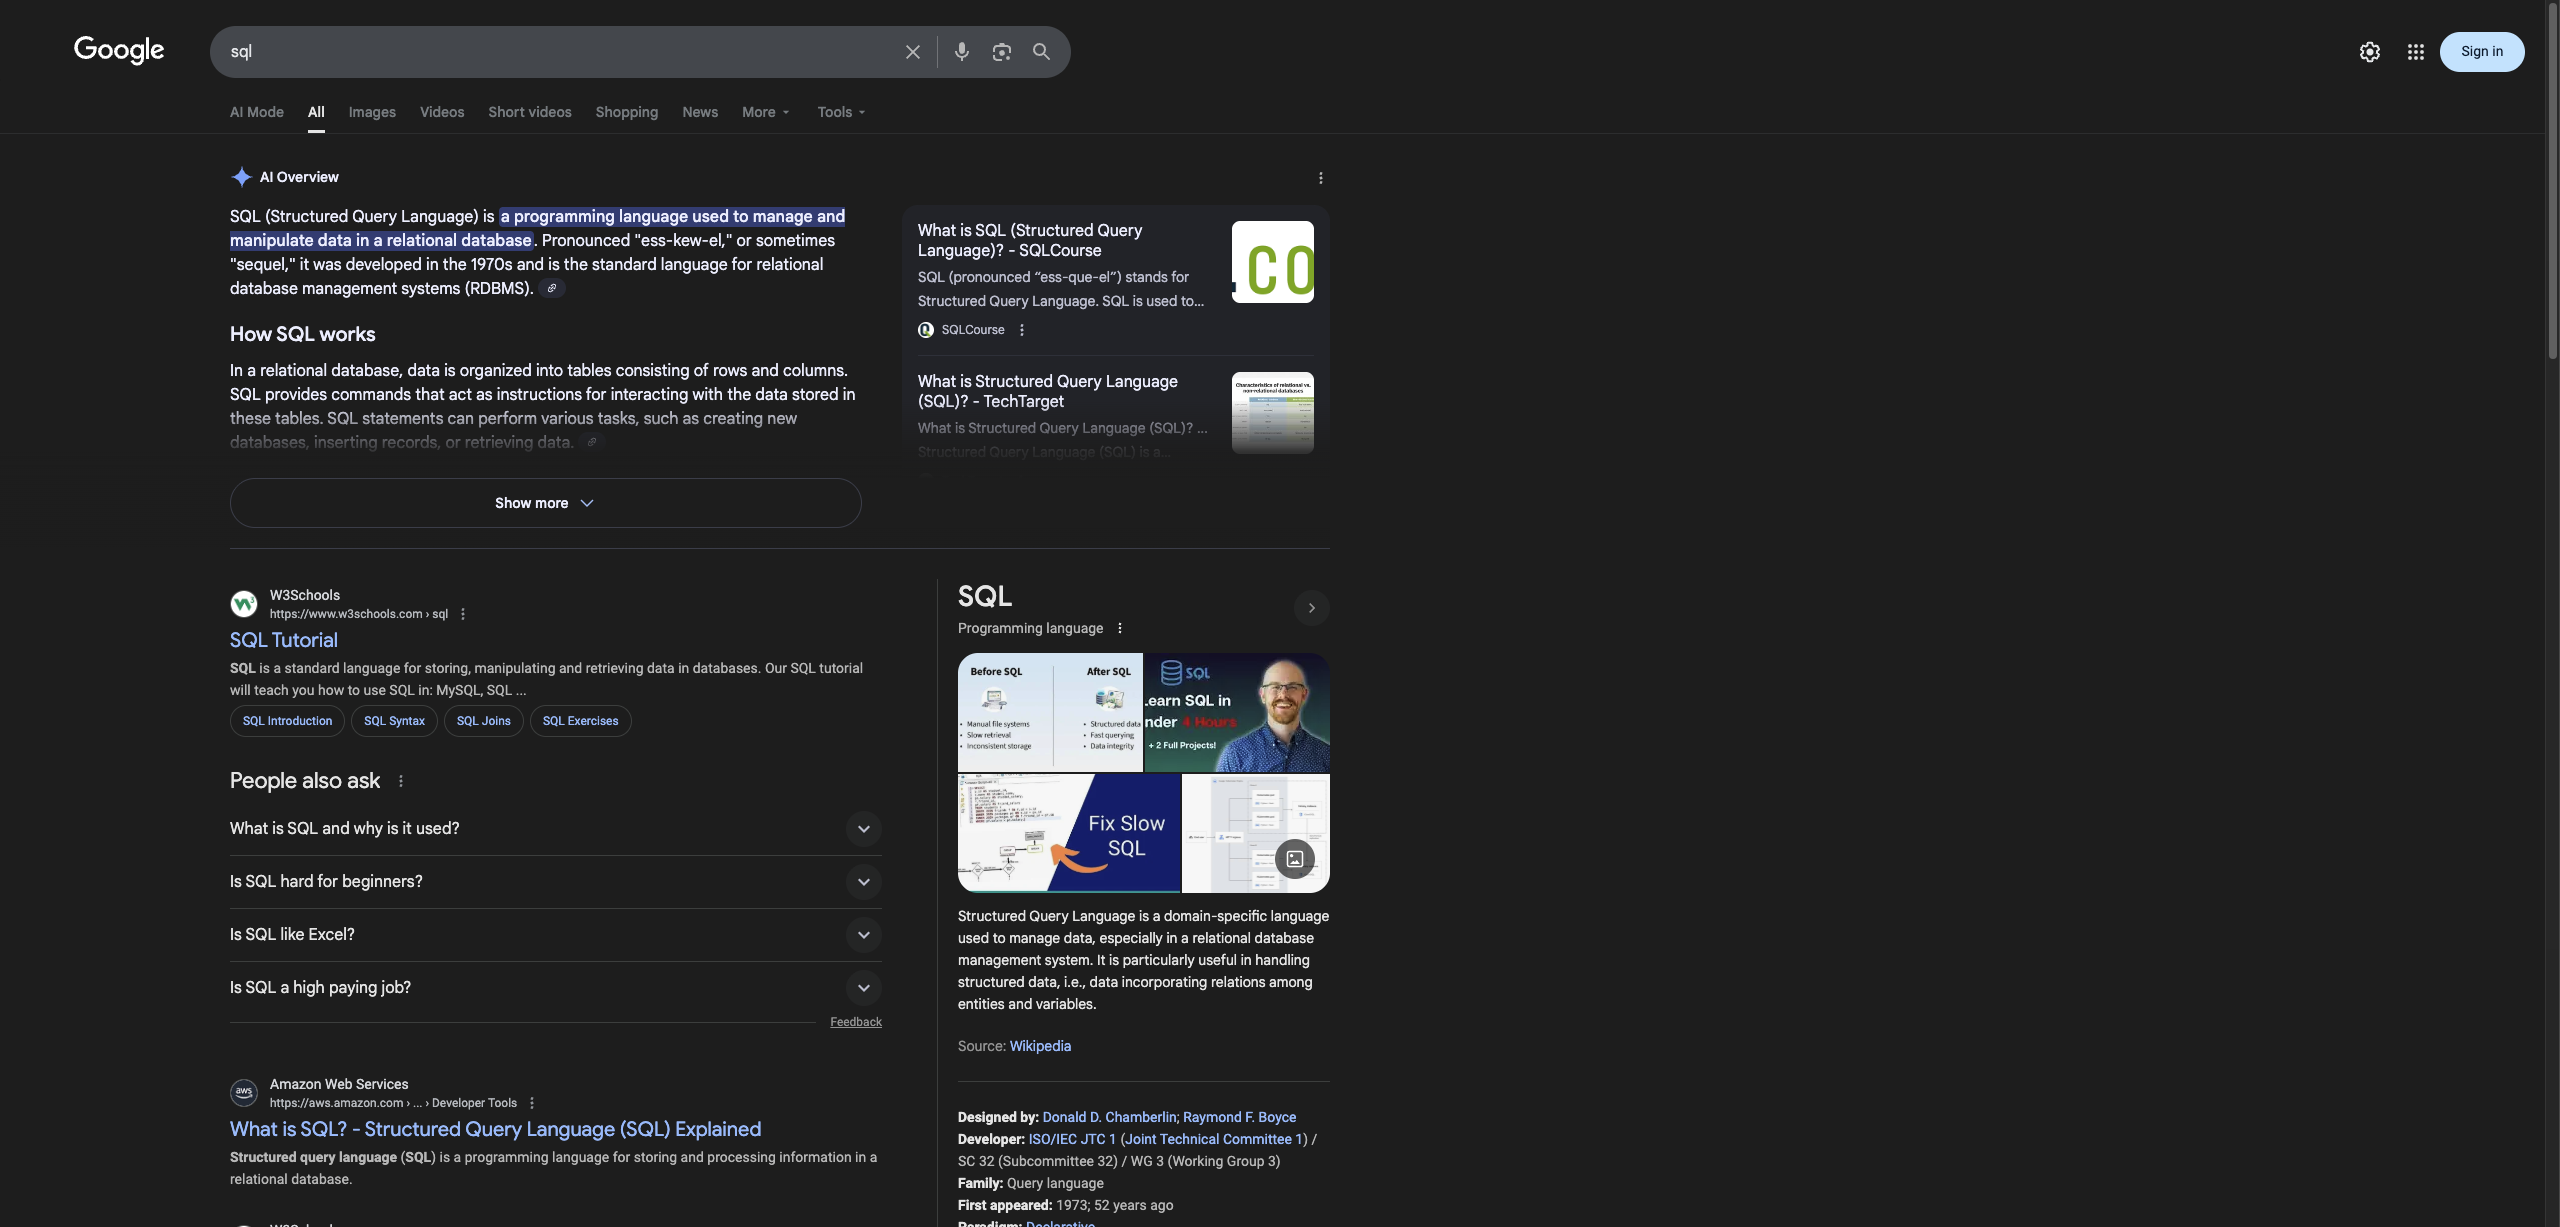 Google
sql
Sign in
AI Mode
All
Images
Videos
Short videos
Shopping
News
More
Tools
AI Overview
SQL (Structured Query Language) is a programming language used to manage and
manipulate data in a relational database. Pronounced "ess-kew-el," or sometimes
"sequel," it was developed in the 1970s and is the standard language for relational
database management systems (RDBMS).
How SQL works
In a relational database, data is organized into tables consisting of rows and columns.
SQL provides commands that act as instructions for interacting with the data stored in
these tables. SQL statements can perform various tasks, such as creating new
databases, inserting records, or retrieving data.
Show more
What is SQL (Structured Query
Language)? - SQLCourse
SQL (pronounced “ess-que-el”) stands for
Structured Query Language. SQL is used to...
SQLCourse
.CO
What is Structured Query Language
(SQL)? - TechTarget
What is Structured Query Language (SQL)? ...
Structured Query Language (SQL) is a...
Characteristics of relational vs.
non-relational databases
W3Schools
https://www.w3schools.com › sql
SQL Tutorial
SQL is a standard language for storing, manipulating and retrieving data in databases. Our SQL tutorial
will teach you how to use SQL in: MySQL, SQL ...
SQL Introduction
SQL Syntax
SQL Joins
SQL Exercises
People also ask
What is SQL and why is it used?
Is SQL hard for beginners?
Is SQL like Excel?
Is SQL a high paying job?
Feedback
aws
Amazon Web Services
https://aws.amazon.com › ... › Developer Tools
What is SQL? - Structured Query Language (SQL) Explained
Structured query language (SQL) is a programming language for storing and processing information in a
relational database.
SQL
Programming language
Before SQL
After SQL
• Manual file systems
• Slow retrieval
• Inconsistent storage
• Structured data
• Fast querying
• Data integrity
SQL
earn SQL in
nder 4 Hours
+ 2 Full Projects!
Fix Slow
SQL
Structured Query Language is a domain-specific language
used to manage data, especially in a relational database
management system. It is particularly useful in handling
structured data, i.e., data incorporating relations among
entities and variables.
Source: Wikipedia
Designed by: Donald D. Chamberlin; Raymond F. Boyce
Developer: ISO/IEC JTC 1 (Joint Technical Committee 1) /
SC 32 (Subcommittee 32) / WG 3 (Working Group 3)
Family: Query language
First appeared: 1973; 52 years ago
Paradigm: Declarative